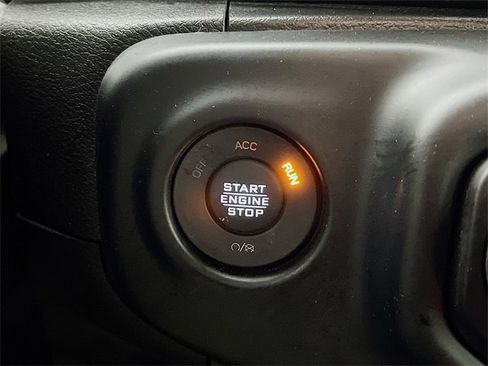 ACC
OFF
RUN
START
ENGINE
STOP